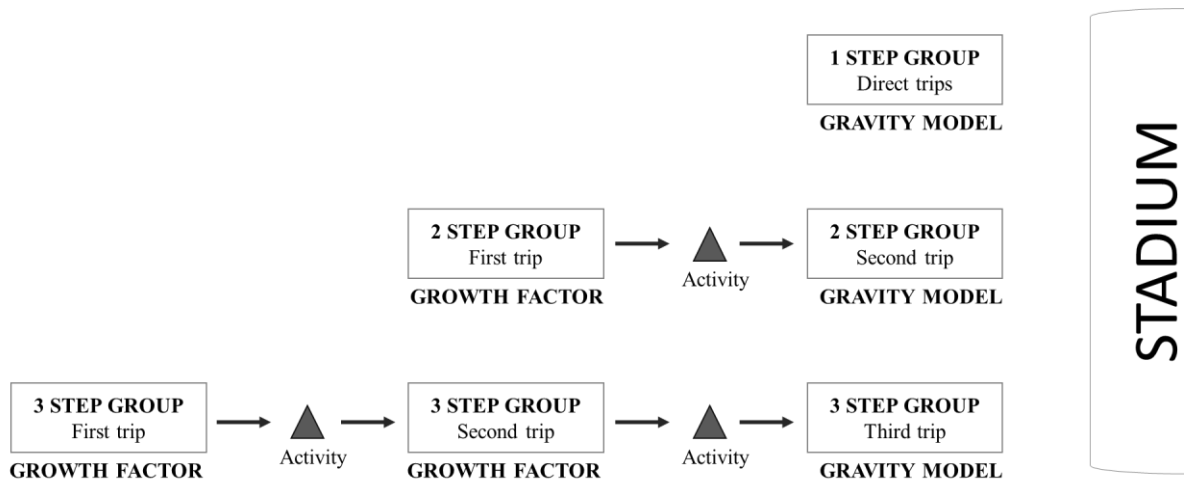 1 STEP GROUP
Direct trips
GRAVITY MODEL
2 STEP GROUP
First trip
GROWTH FACTOR
Activity
2 STEP GROUP
Second trip
GRAVITY MODEL
3 STEP GROUP
First trip
GROWTH FACTOR
Activity
3 STEP GROUP
Second trip
GROWTH FACTOR
Activity
3 STEP GROUP
Third trip
GRAVITY MODEL
STADIUM